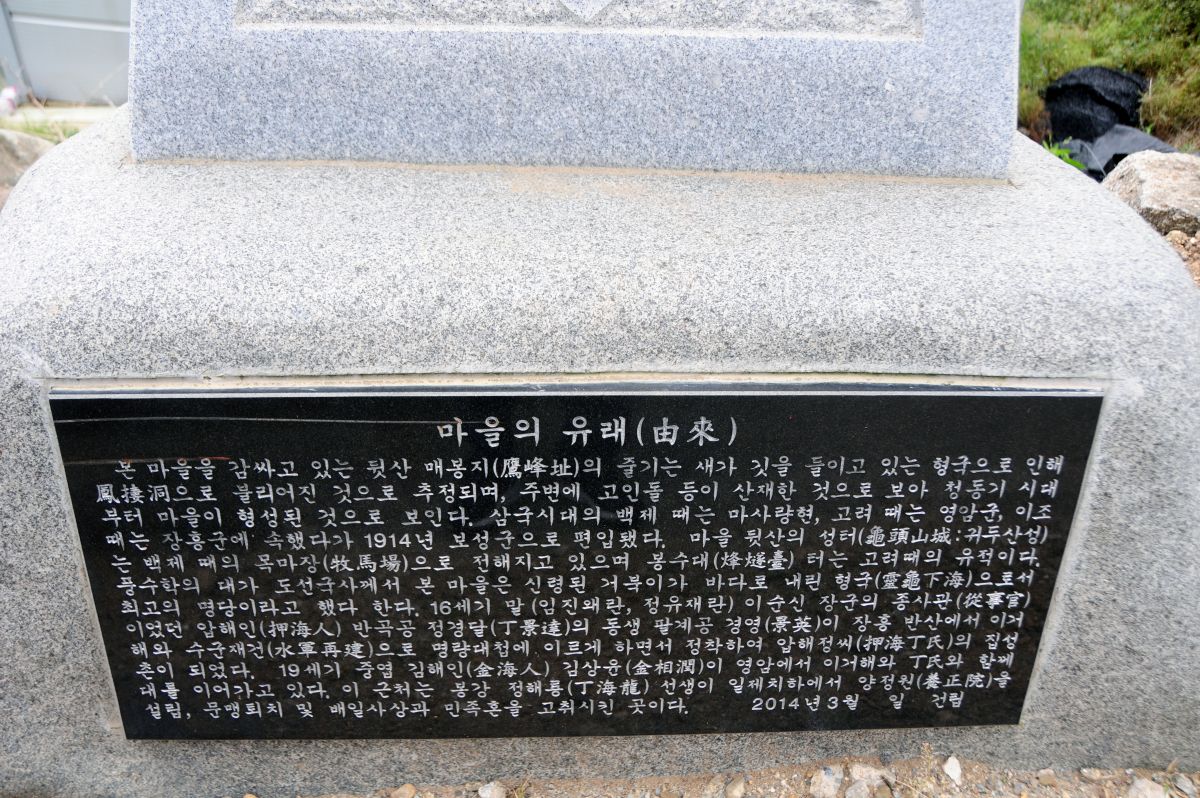 마을의 유래(由來)
본 마을을 감싸고 있는 뒷산 매봉지(鷹峰址)의 줄기는 새가 깃을 들이고 있는 형국으로 인해
鳳捿洞으로 불리어진 것으로 추정되며, 주변에 고인돌 등이 산재한 것으로 보아 청동기 시대
부터 마을이 형성된 것으로 보인다. 삼국시대의 백제 때는 마사량현, 고려 때는 영암군, 이조
때는 장흥군에 속했다가 1914년 보성군으로 편입됐다. 마을 뒷산의 성터(龜頭山城:귀두산성)
는 백제 때의 목마장(牧馬場)으로 전해지고 있으며 봉수대(烽燧臺) 터는 고려때의 유적이다.
풍수학의 대가 도선국사께서 본 마을은 신령된 거북이가 바다로 내린 형국(靈龜下海)으로서
최고의 명당이라고 했다 한다. 16세기 말(임진왜란, 정유재란) 이순신 장군의 종사관(從事官)
이었던 압해인(押海人) 반곡공 정경달(丁景達)의 동생 팔계공 경영(景英)이 장흥 반산에서 이거
해와 수군재건(水軍再建)으로 명량대첩에 이르게 하면서 정착하여 압해정씨(押海丁氏)의 집성
촌이 되었다. 19세기 중엽 김해인(金海人) 김상윤(金相潤)이 영암에서 이거해와 丁氏와 함께
대를 이어가고 있다. 이 근처는 봉강 정해룡(丁海龍) 선생이 일제치하에서 양정원(養正院)을
설립, 문맹퇴치 및 배일사상과 민족혼을 고취시킨 곳이다. 2014년 3월 일 건립